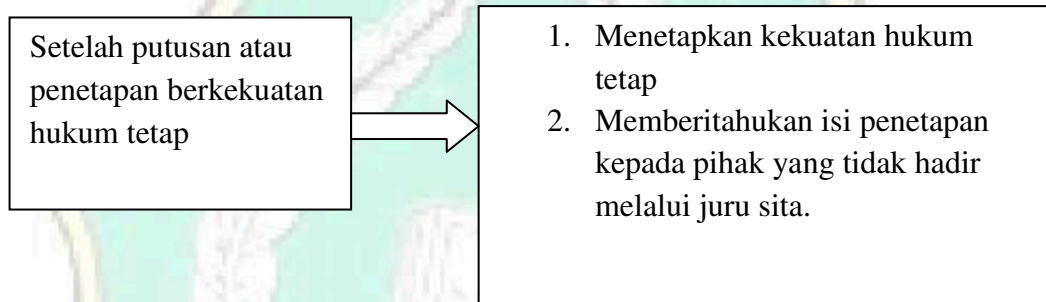 Setelah putusan atau
penetapan berkekuatan
hukum tetap
1. Menetapkan kekuatan hukum
tetap
2. Memberitahukan isi penetapan
kepada pihak yang tidak hadir
melalui juru sita.